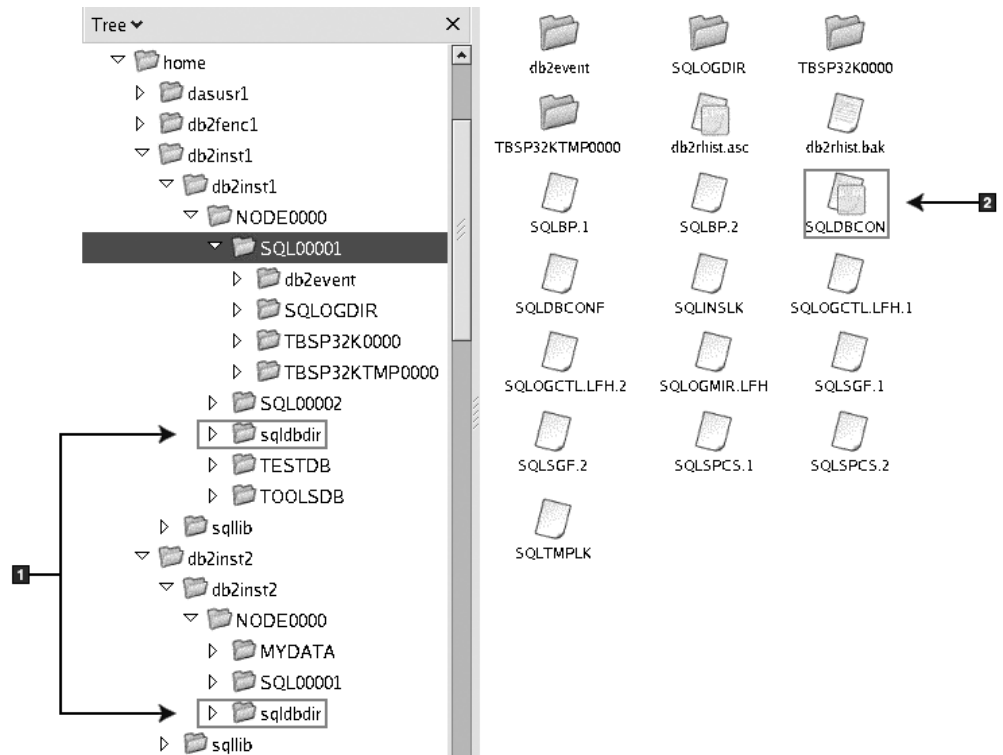 Tree
home
dasusr1
db2fenc1
db2inst1
db2inst1
NODE0000
SQL00001
db2event
SQLOGDIR
TBSP32K0000
TBSP32KTMP0000
SQL00002
sqldbdir
TESTDB
TOOLSDB
sqllib
db2inst2
1
db2inst2
NODE0000
MYDATA
SQL00001
sqldbdir
sqllib
db2event SQLOGDIR TBSP32K0000
TBSP32KTMP0000 db2rhist.asc db2rhist.bak
SQLBP.1 SQLBP.2 SQLDBCON
2
SQLDBCONF SQLINSLK SQLOGCTL.LFH.1
SQLOGCTL.LFH.2 SQLOGMIR.LFH SQLSGF.1
SQLSGF.2 SQLSPCS.1 SQLSPCS.2
SQLTMPLK